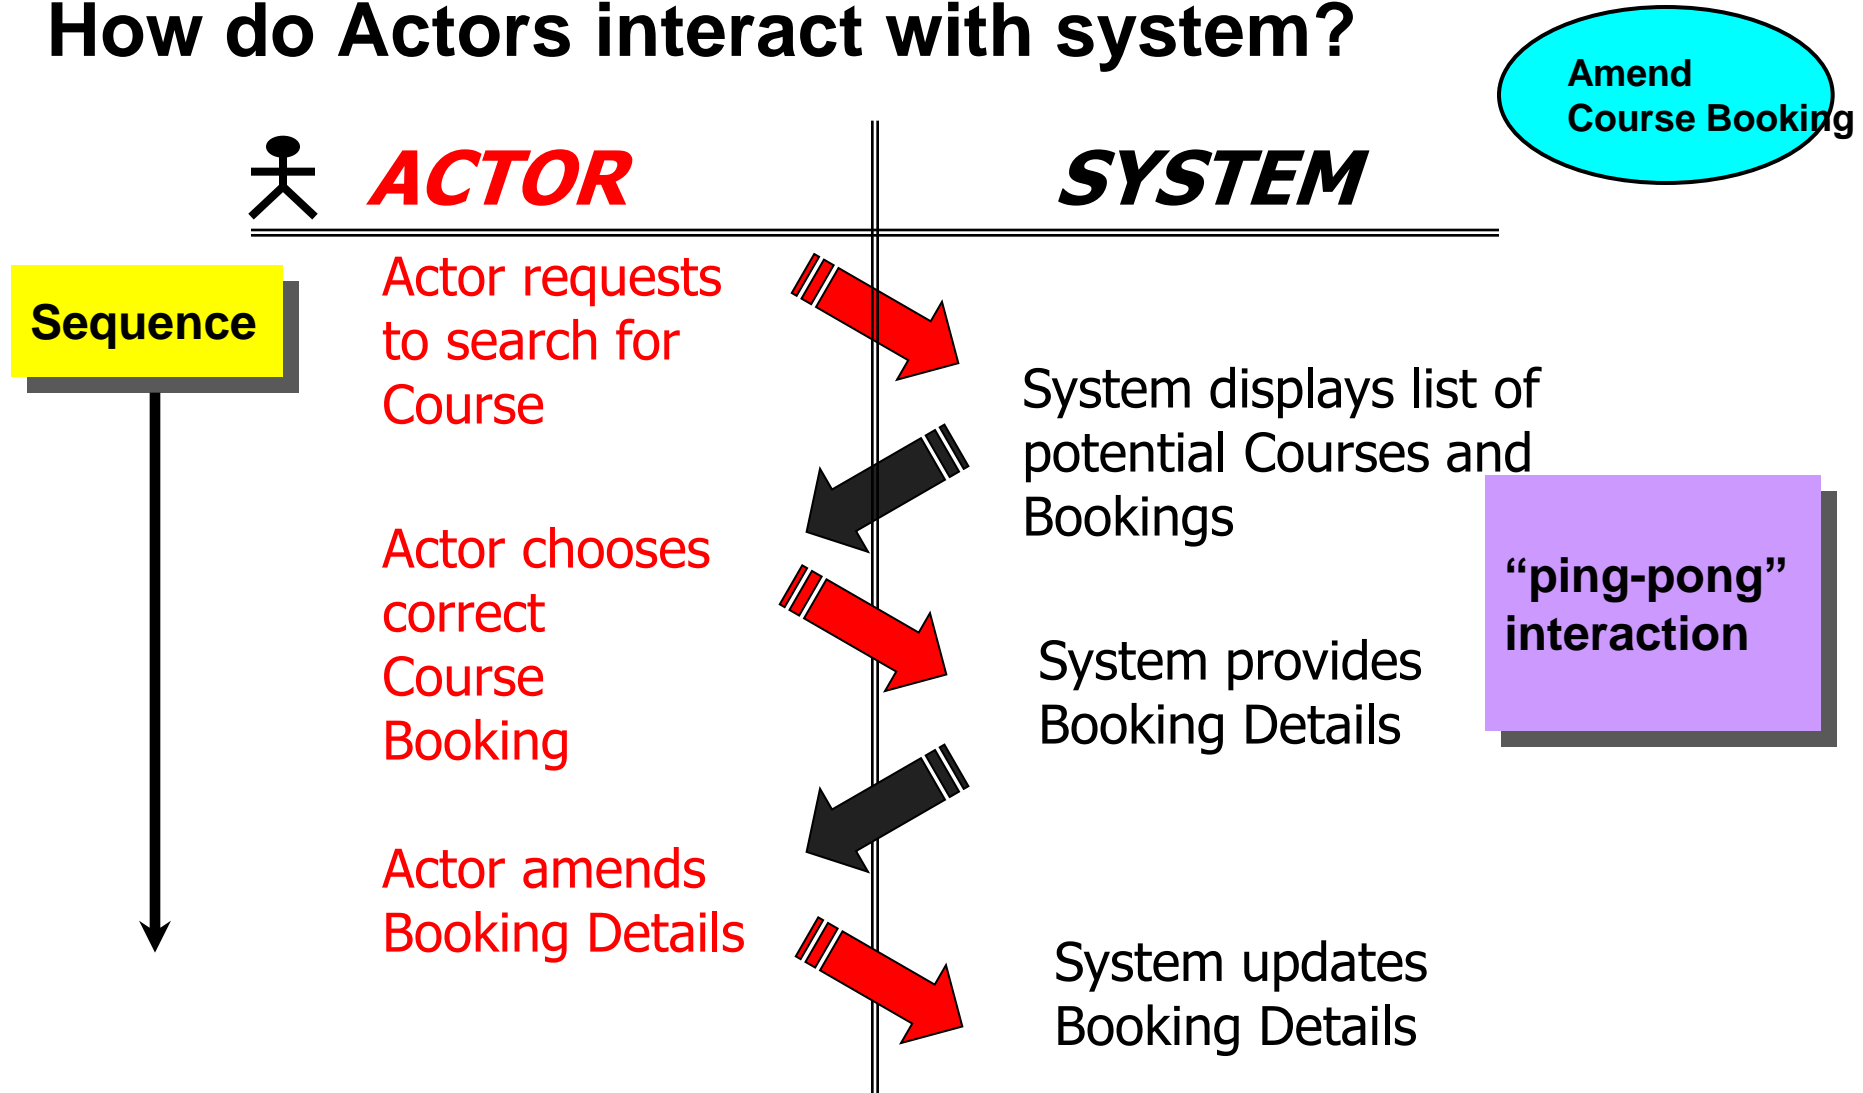 How do Actors interact with system?
Amend
Course Booking
ACTOR
SYSTEM
Sequence
Actor requests
to search for
Course
System displays list of
potential Courses and
Bookings
Actor chooses
correct
Course
Booking
“ping-pong”
interaction
System provides
Booking Details
Actor amends
Booking Details
System updates
Booking Details